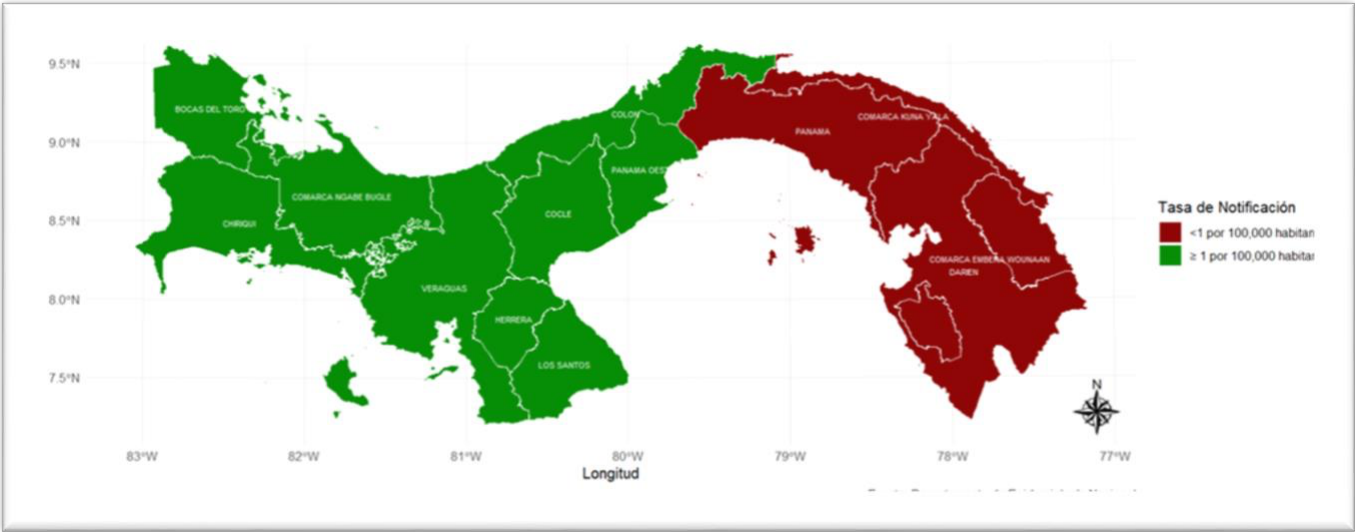 9.5°N
9.0°N
8.5°N
8.0°N
7.5°N
BOCAS DEL TORO
COLON
COMARCA KUNA YALA
PANAMA
PANAMA OEST
COMARCA NGABE BUGLE
COCLE
CHIRIQUI
COMARCA EMBERA WOUNAAN
DARIEN
VERAGUAS
HERRERA
LOS SANTOS
Tasa de Notificación
<1 por 100,000 habitan
≥ 1 por 100,000 habitar
N
83°W
82°W
81°W
80°W
79°W
78°W
77°W
Longitud